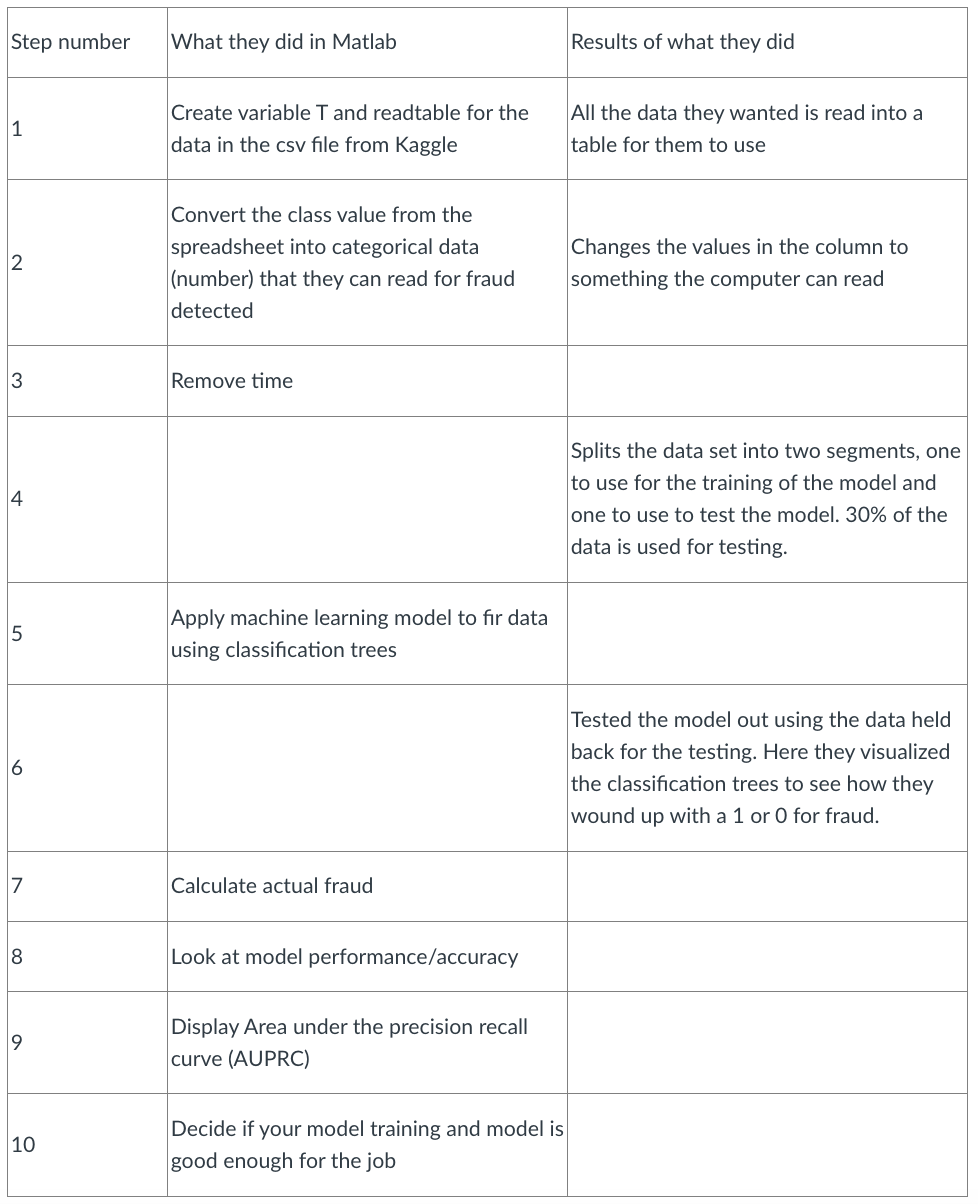 Step number
What they did in Matlab
Results of what they did
1
Create variable T and readtable for the
data in the csv file from Kaggle
All the data they wanted is read into a
table for them to use
2
Convert the class value from the
spreadsheet into categorical data
(number) that they can read for fraud
detected
Changes the values in the column to
something the computer can read
3
Remove time
4
Splits the data set into two segments, one
to use for the training of the model and
one to use to test the model. 30% of the
data is used for testing.
5
Apply machine learning model to fir data
using classification trees
6
Tested the model out using the data held
back for the testing. Here they visualized
the classification trees to see how they
wound up with a 1 or 0 for fraud.
7
Calculate actual fraud
8
Look at model performance/accuracy
9
Display Area under the precision recall
curve (AUPRC)
10
Decide if your model training and model is
good enough for the job